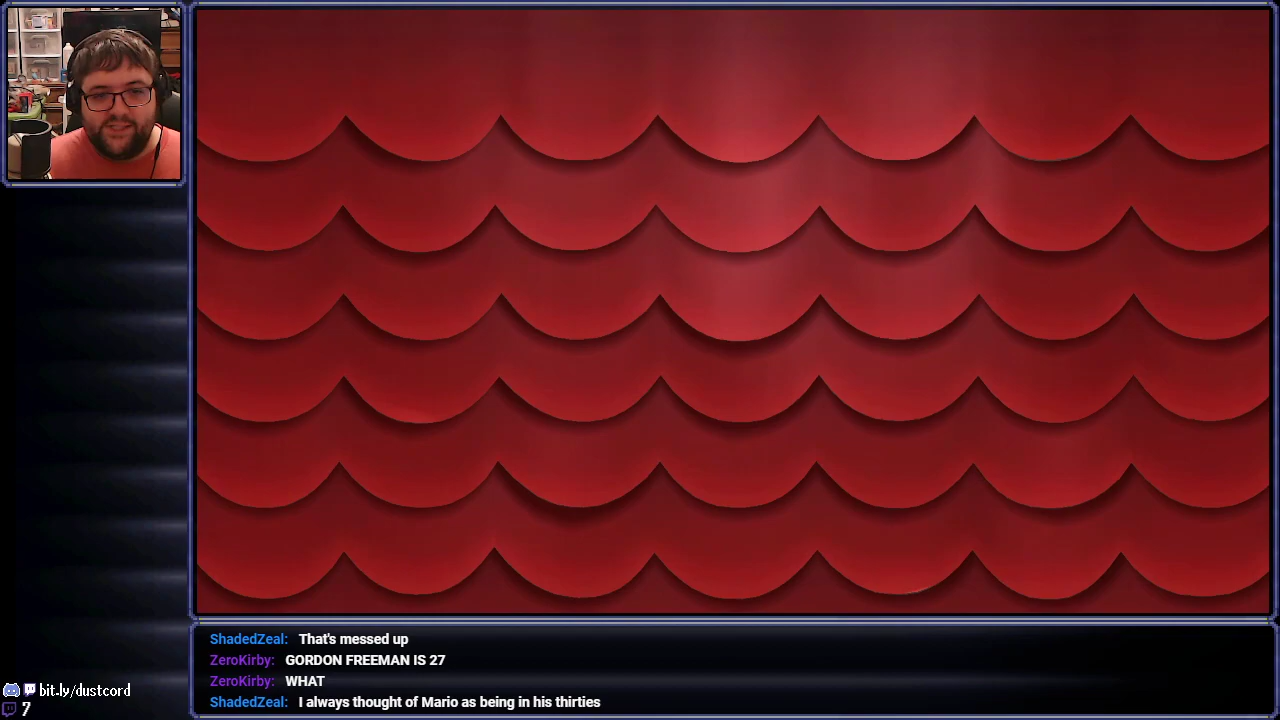 ShadedZeal: That's messed up
ZeroKirby: GORDON FREEMAN IS 27
ZeroKirby: WHAT
ShadedZeal: I always thought of Mario as being in his thirties
bit.ly/dustcord
7